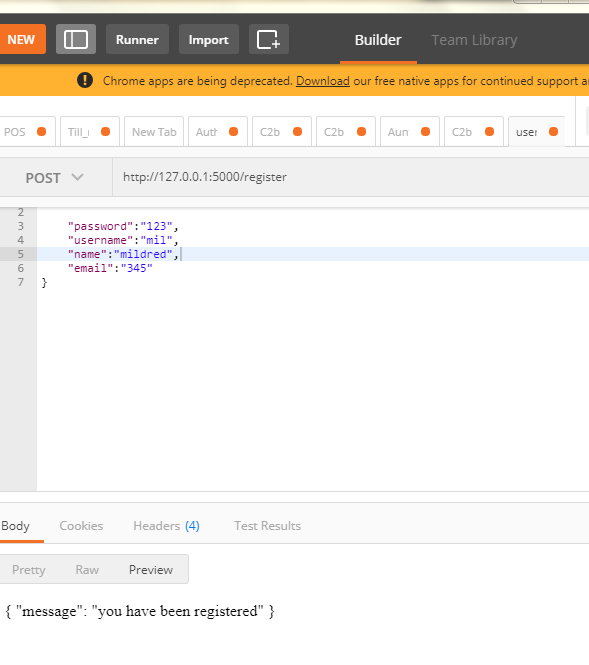 NEW Runner Import Builder Team Library
Chrome apps are being deprecated. Download our free native apps for continued support
POS Till_ New Tab Auth C2b C2b Aun C2b user
POST http://127.0.0.1:5000/register
2
3 "password":"123",
4 "username":"mil",
5 "name":"mildred",
6 "email":"345"
7 }
Body Cookies Headers (4) Test Results
Pretty Raw Preview
{ "message": "you have been registered" }